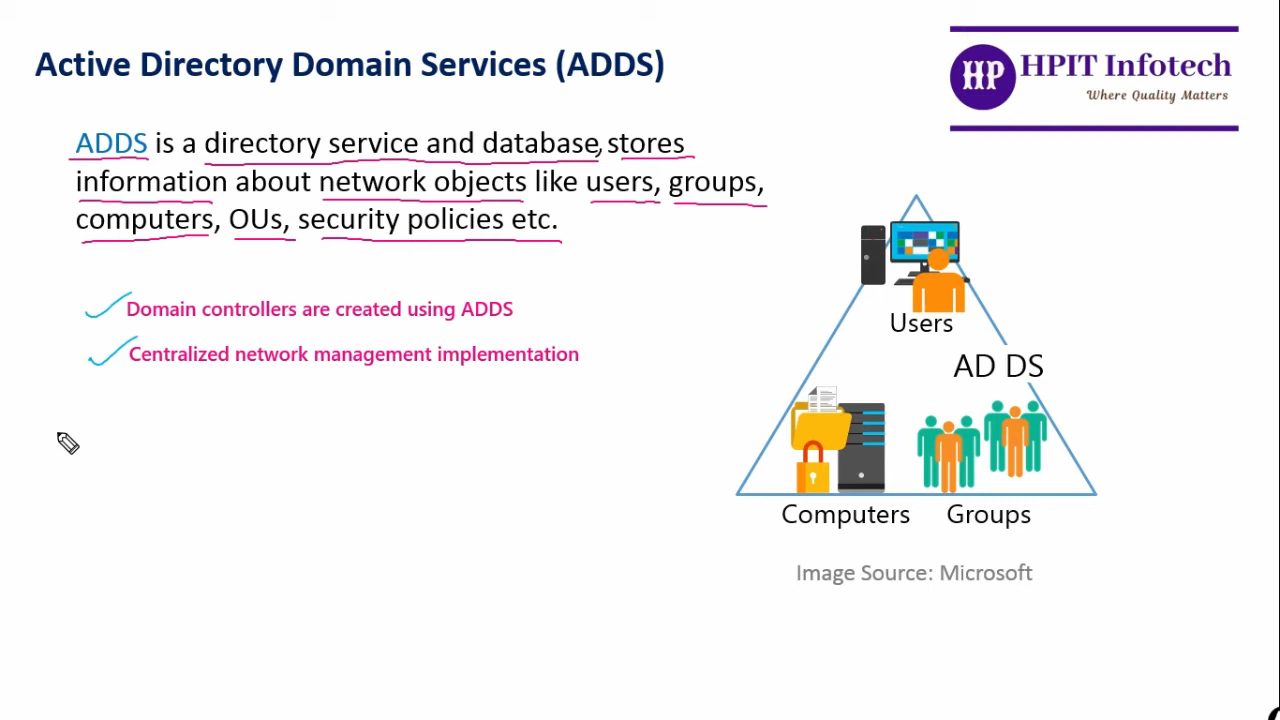 Active Directory Domain Services (ADDS)
HP
HPIT Infotech
Where Quality Matters
ADDS is a directory service and database, stores
information about network objects like users, groups,
computers, OUs, security policies etc.
Domain controllers are created using ADDS
Centralized network management implementation
Users
AD DS
Computers
Groups
Image Source: Microsoft